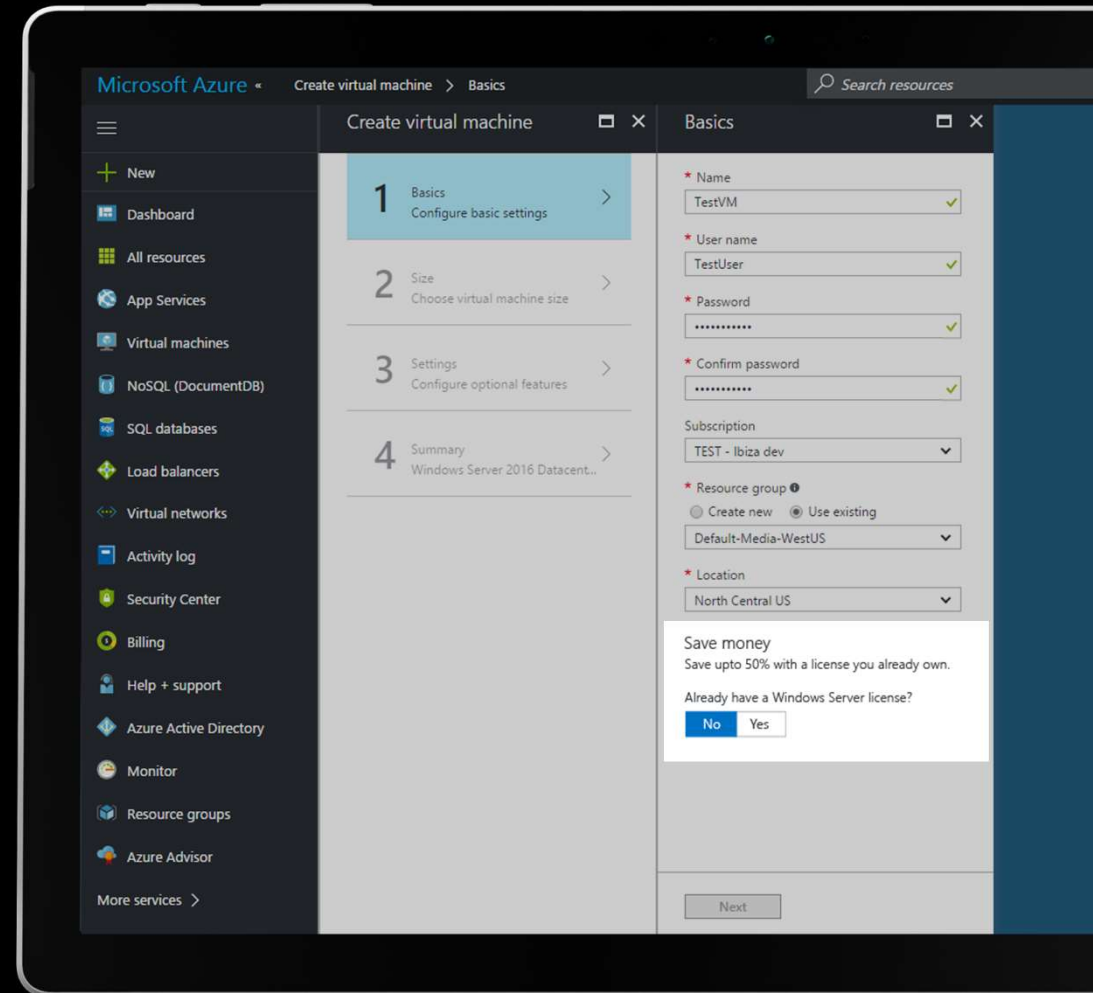 Microsoft Azure «
Create virtual machine > Basics
Search resources
New
Dashboard
All resources
App Services
Virtual machines
NoSQL (DocumentDB)
SQL databases
Load balancers
Virtual networks
Activity log
Security Center
Billing
Help + support
Azure Active Directory
Monitor
Resource groups
Azure Advisor
More services >
Create virtual machine
1
Basics
Configure basic settings
2
Size
Choose virtual machine size
3
Settings
Configure optional features
4
Summary
Windows Server 2016 Datacent...
Basics
* Name
TestVM
* User name
TestUser
* Password
•••••••••••
* Confirm password
•••••••••••
Subscription
TEST - Ibiza dev
* Resource group
Create new Use existing
Default-Media-WestUS
* Location
North Central US
Save money
Save upto 50% with a license you already own.
Already have a Windows Server license?
No Yes
Next